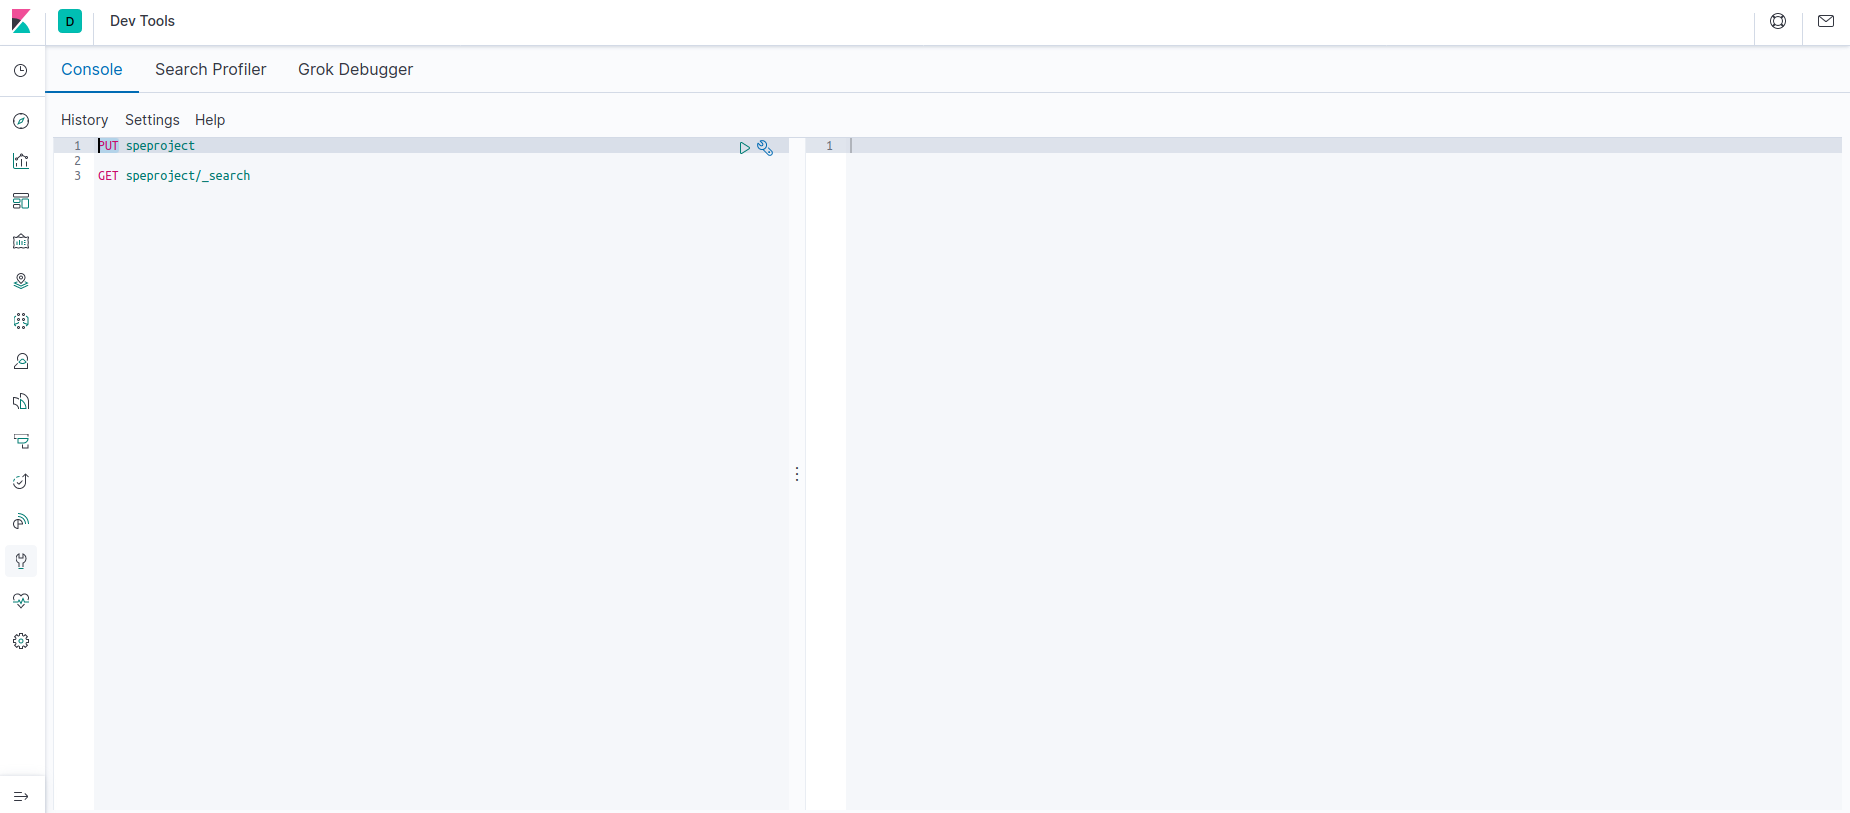 D Dev Tools
Console Search Profiler Grok Debugger
History Settings Help
1 PUT speproject
2
3 GET speproject/_search
1